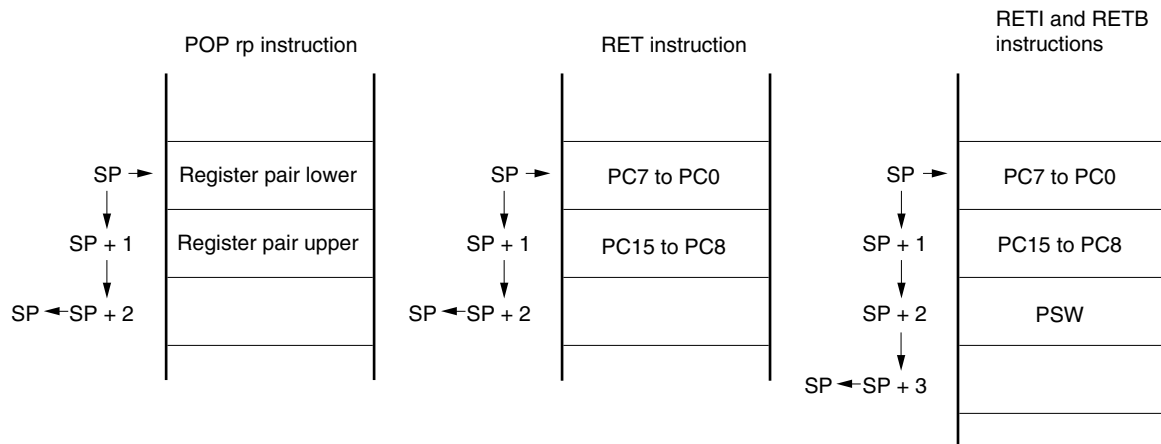 POP rp instruction
SP
Register pair lower
SP + 1
Register pair upper
SP
SP + 2
RET instruction
SP
PC7 to PC0
SP + 1
PC15 to PC8
SP
SP + 2
RETI and RETB
instructions
SP
PC7 to PC0
SP + 1
PC15 to PC8
SP + 2
PSW
SP
SP + 3